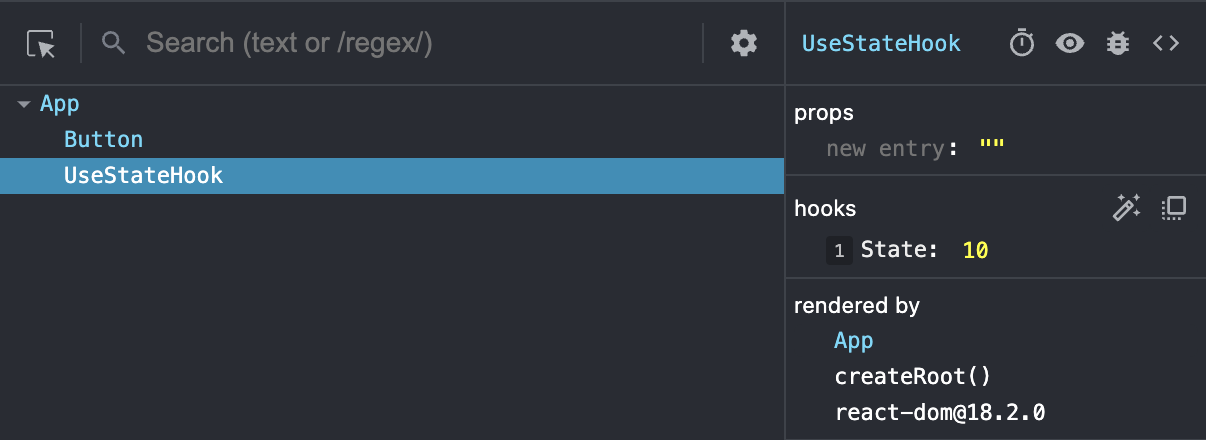 Search (text or /regex/)
App
Button
UseStateHook
UseStateHook
props
new entry: ""
hooks
1 State: 10
rendered by
App
createRoot()
react-dom@18.2.0